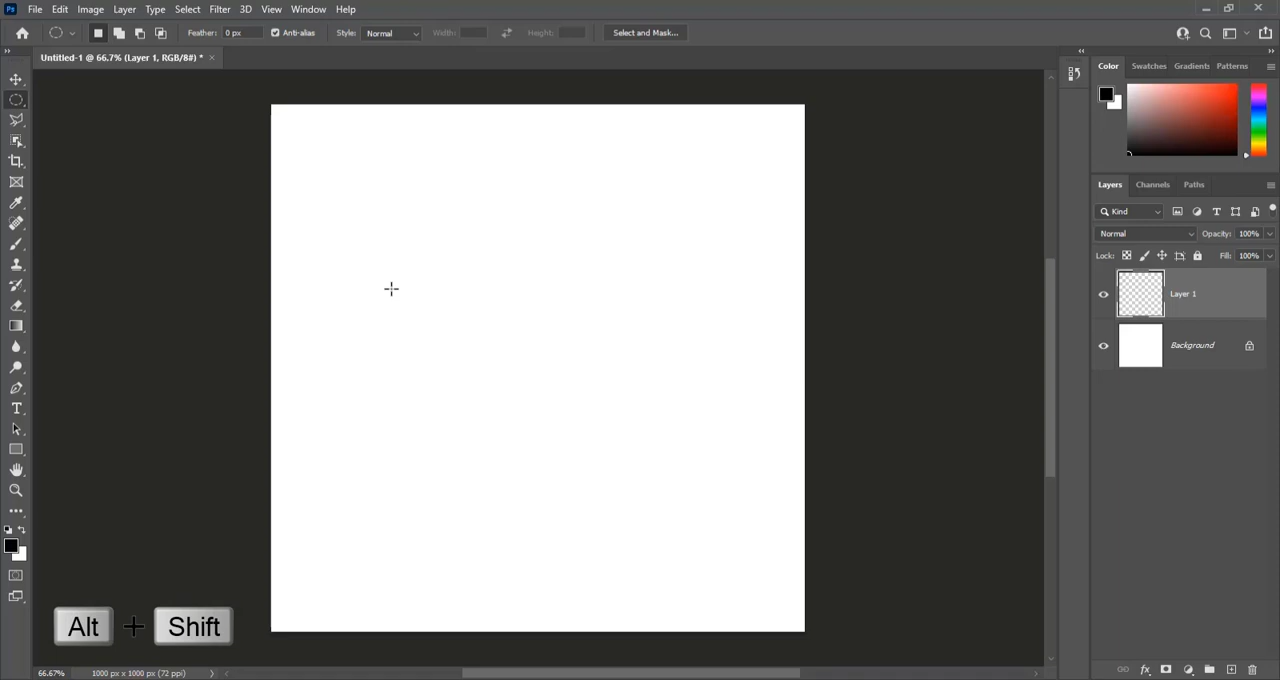 Ps File Edit Image Layer Type Select Filter 3D View Window Help
Feather: 0 px Anti-alias Style: Normal Width: Height: Select and Mask...
Untitled-1 @ 66.7% (Layer 1, RGB/8#) * ×
Color Swatches Gradients Patterns
Layers Channels Paths
Kind
Normal Opacity: 100%
Lock: Fill: 100%
Layer 1
Background
Alt + Shift
66.67% 1000 px x 1000 px (72 ppi)